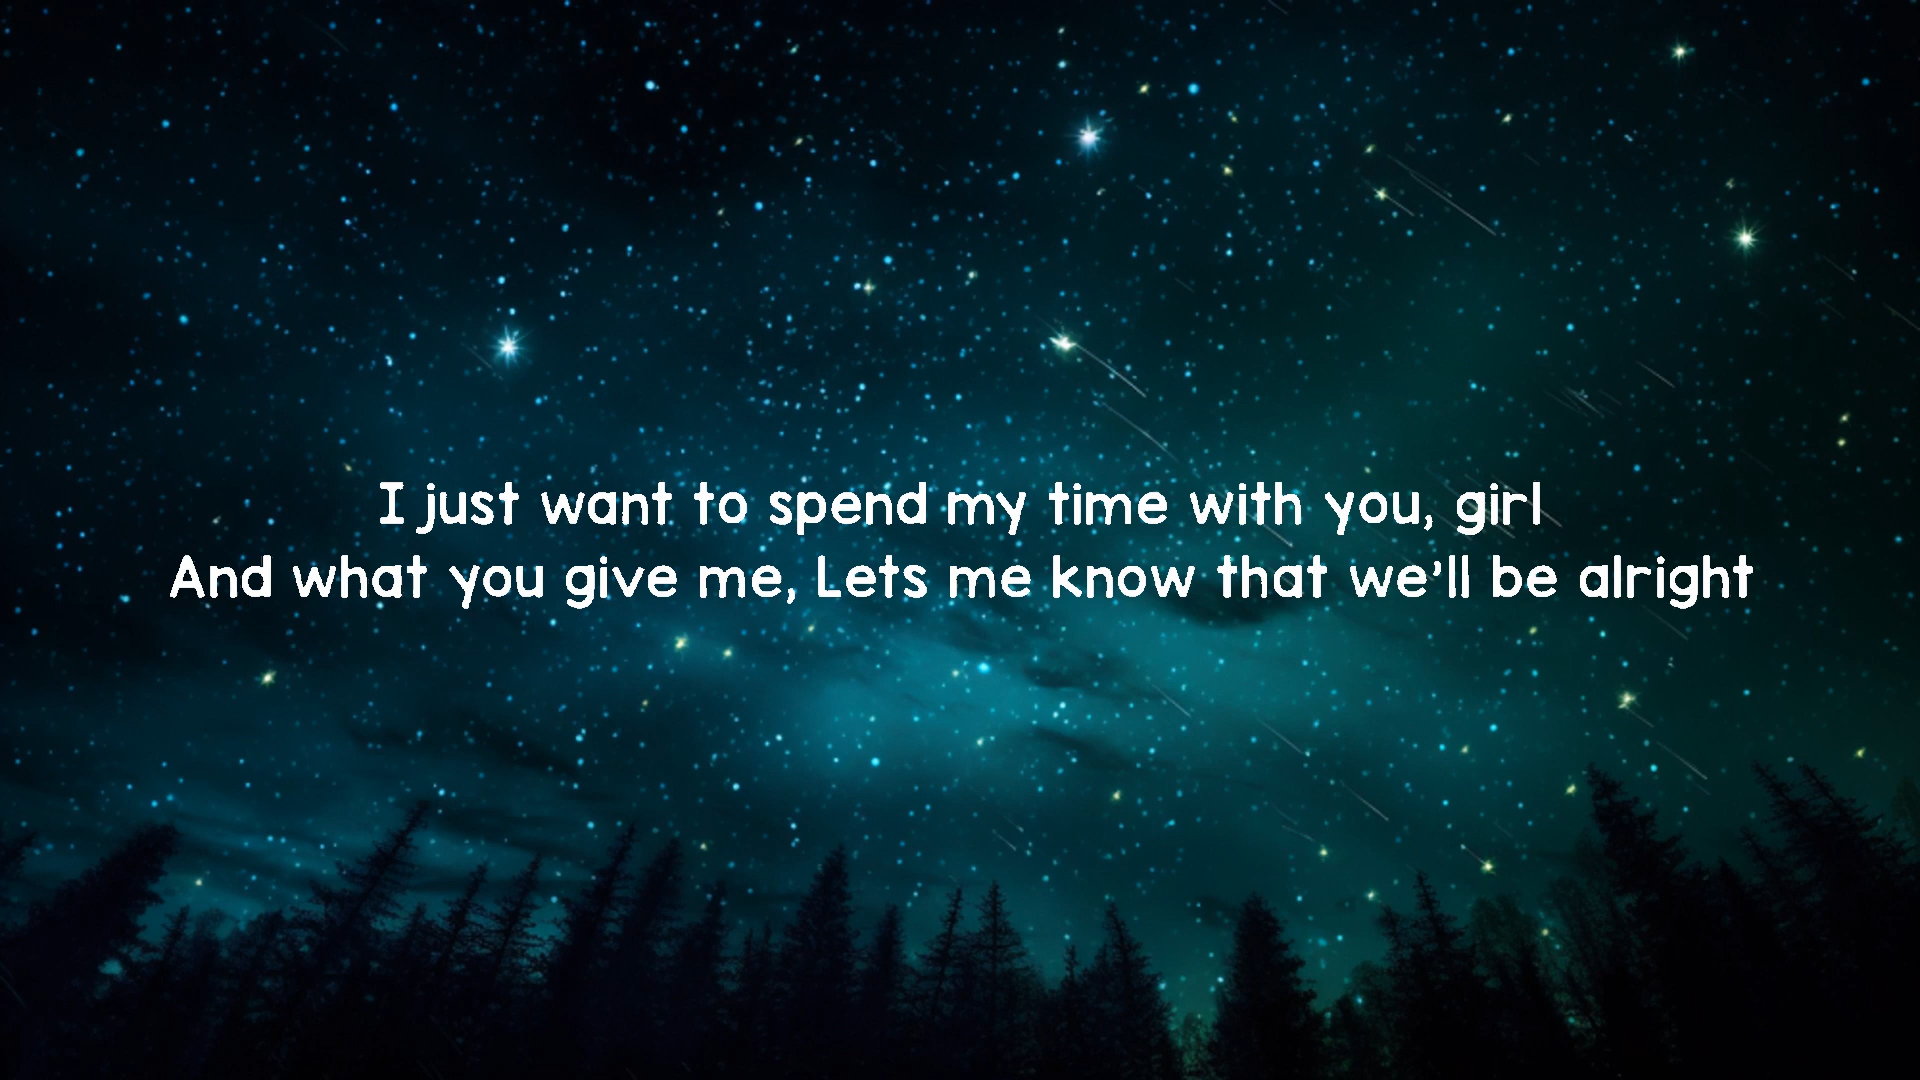 I just want to spend my time with you, girl
And what you give me, Lets me know that we'll be alright